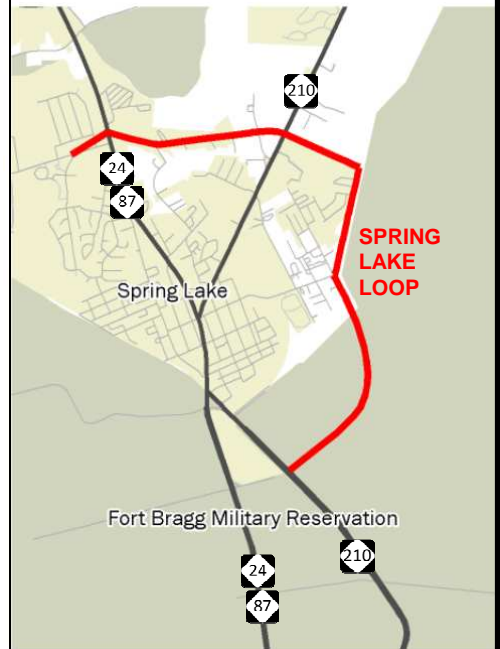 210
24
87
SPRING
LAKE
LOOP
Spring Lake
Fort Bragg Military Reservation
210
24
87